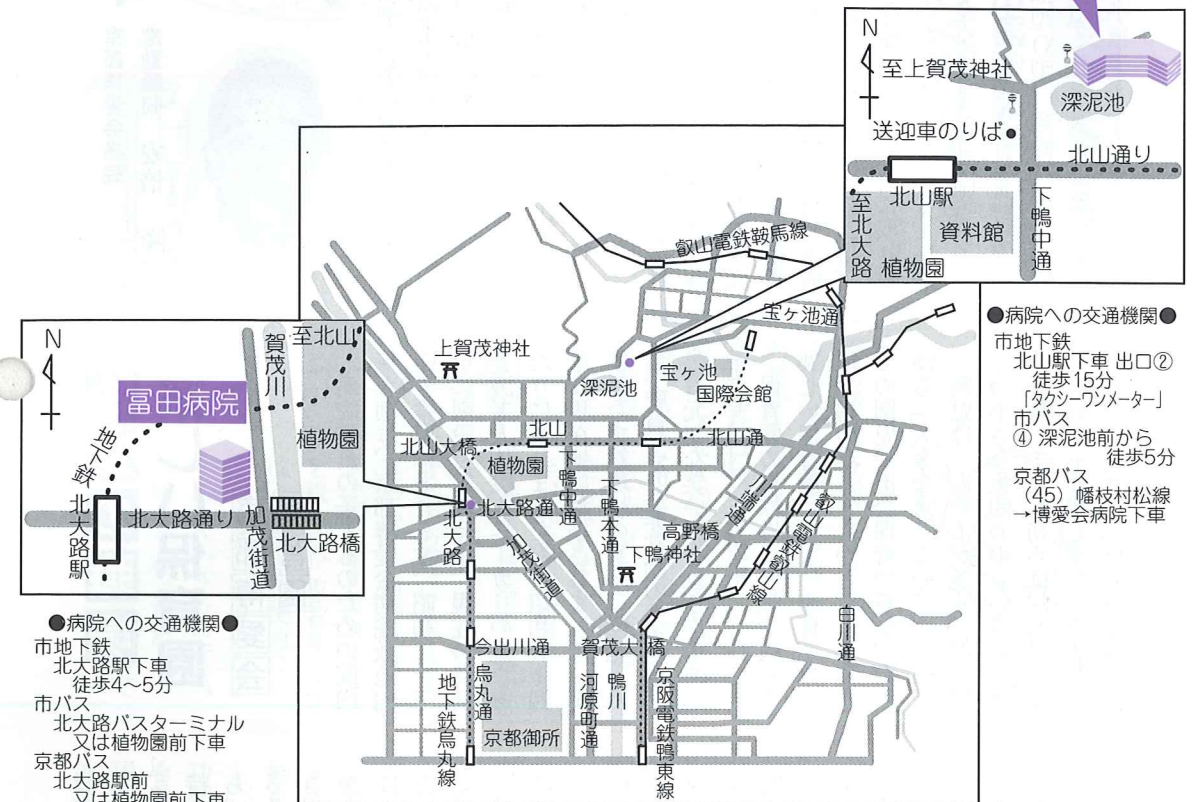 N
至上賀茂神社
深泥池
送迎車のりば
北山通り
北山駅
至北大路
植物園
資料館
下鴨中通
●病院への交通機関●
市地下鉄
北山駅下車 出口②
徒歩15分
「タクシーワンメーター」
市バス
④ 深泥池前から
徒歩5分
京都バス
(45) 幡枝村松線
→博愛会病院下車
叡山電鉄鞍馬線
宝ヶ池通
上賀茂神社
深泥池
宝ヶ池
国際会館
北山
北山通
北山大橋
植物園
下鴨中通
下鴨本通
北大路通
北大路
川端通
高野橋
下鴨神社
加茂街道
叡山電鉄叡山線
白川通
今出川通
賀茂大橋
烏丸通
地下鉄烏丸線
京都御所
河原町通
鴨川
京阪電鉄鴨東線
N
冨田病院
賀茂川
至北山
植物園
地下鉄
北大路駅
北大路通り
加茂街道
北大路橋
●病院への交通機関●
市地下鉄
北大路駅下車
徒歩4〜5分
市バス
北大路バスターミナル
又は植物園前下車
京都バス
北大路駅前
又は植物園前下車